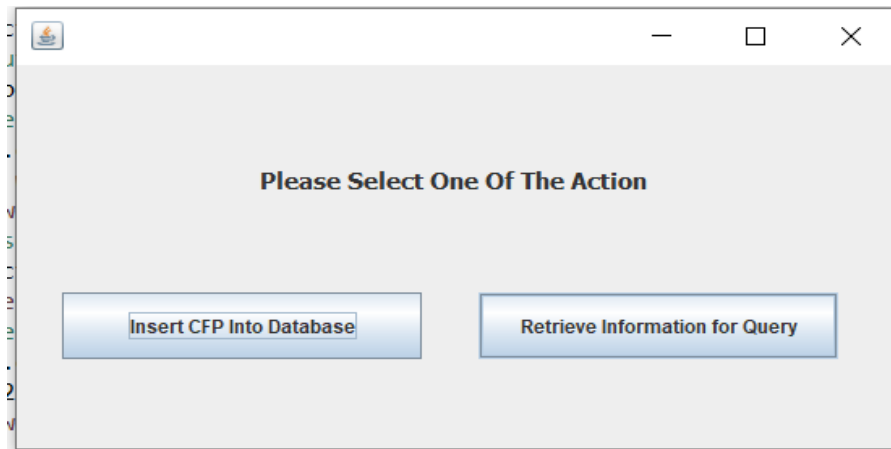 Please Select One Of The Action
Insert CFP Into Database
Retrieve Information for Query